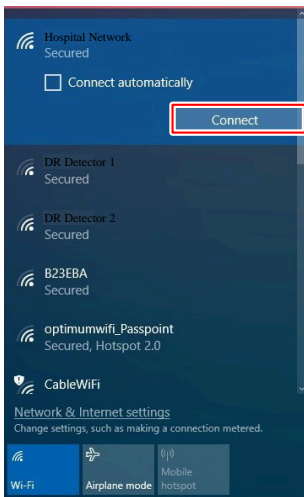 Hospital Network
Secured
Connect automatically
Connect
DR Detector 1
Secured
DR Detector 2
Secured
B23EBA
Secured
optimumwifi_Passpoint
Secured, Hotspot 2.0
CableWiFi
Network & Internet settings
Change settings, such as making a connection metered.
Wi-Fi
Airplane mode
Mobile
hotspot